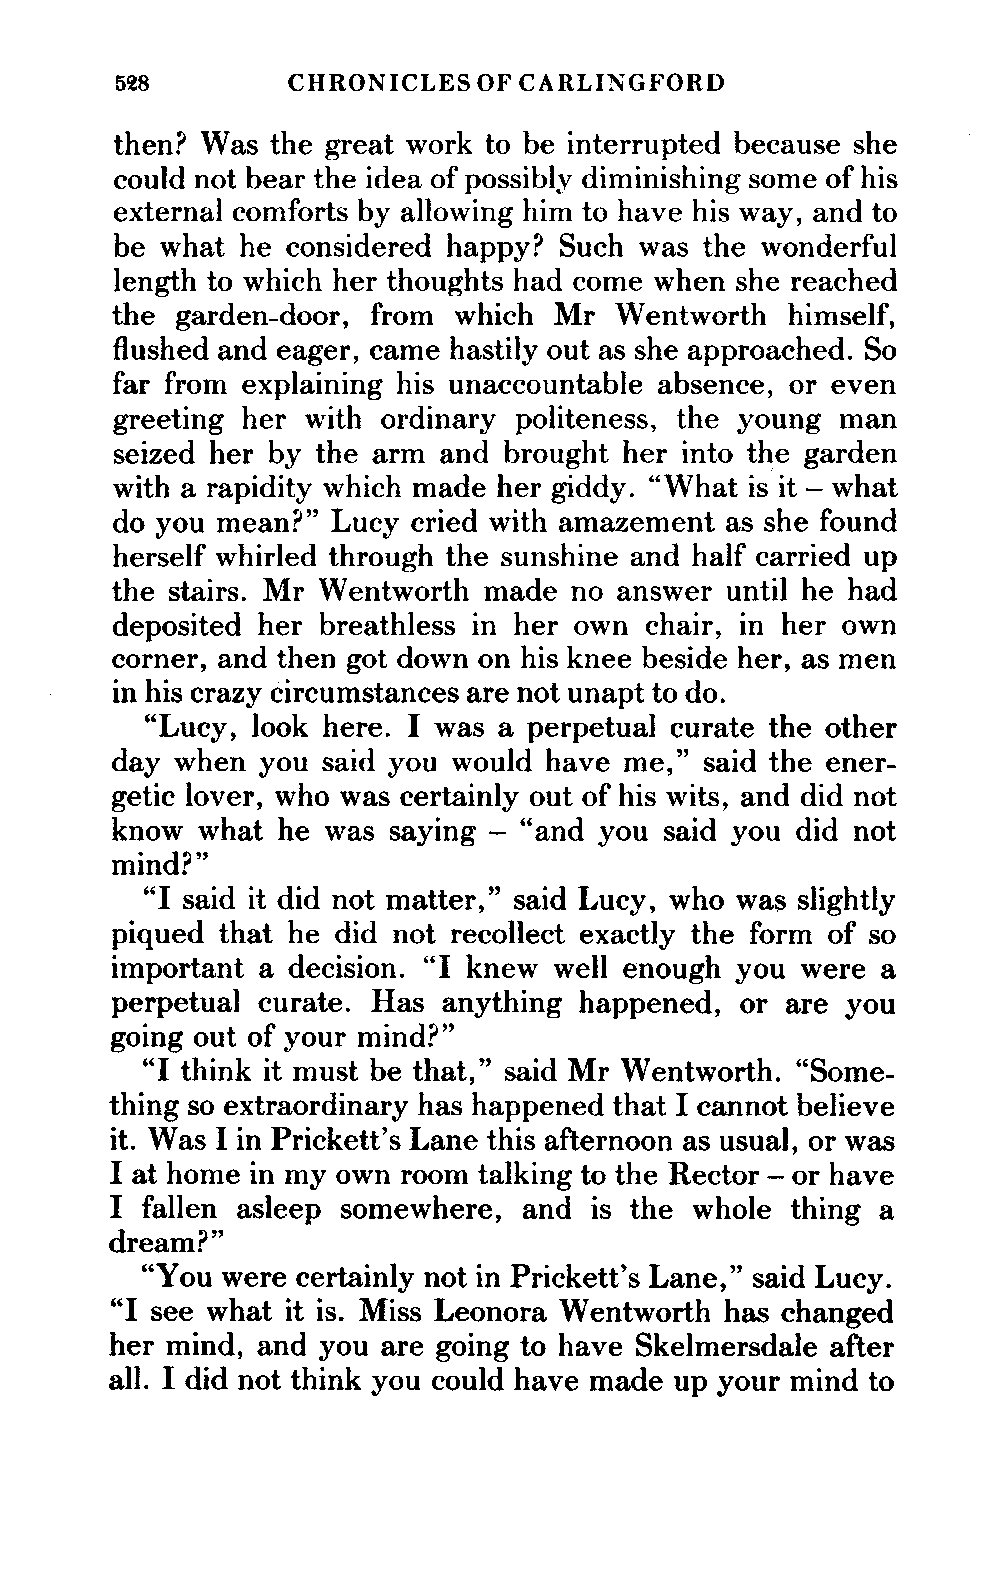 528 CHRONICLES OF CARLINGFORD
then? Was the great work to be interrupted because she
could not bear the idea of possibly diminishing some of his
external comforts by allowing him to have his way, and to
be what he considered happy? Such was the wonderful
length to which her thoughts had come when she reached
the garden-door, from which Mr Wentworth himself,
flushed and eager, came hastily out as she approached. So
far from explaining his unaccountable absence, or even
greeting her with ordinary politeness, the young man
seized her by the arm and brought her into the garden
with a rapidity which made her giddy. “What is it – what
do you mean?” Lucy cried with amazement as she found
herself whirled through the sunshine and half carried up
the stairs. Mr Wentworth made no answer until he had
deposited her breathless in her own chair, in her own
corner, and then got down on his knee beside her, as men
in his crazy circumstances are not unapt to do.
“Lucy, look here. I was a perpetual curate the other
day when you said you would have me,” said the ener-
getic lover, who was certainly out of his wits, and did not
know what he was saying – “and you said you did not
mind?”
“I said it did not matter,” said Lucy, who was slightly
piqued that he did not recollect exactly the form of so
important a decision. “I knew well enough you were a
perpetual curate. Has anything happened, or are you
going out of your mind?”
“I think it must be that,” said Mr Wentworth. “Some-
thing so extraordinary has happened that I cannot believe
it. Was I in Prickett’s Lane this afternoon as usual, or was
I at home in my own room talking to the Rector – or have
I fallen asleep somewhere, and is the whole thing a
dream?”
“You were certainly not in Prickett’s Lane,” said Lucy.
“I see what it is. Miss Leonora Wentworth has changed
her mind, and you are going to have Skelmersdale after
all. I did not think you could have made up your mind to